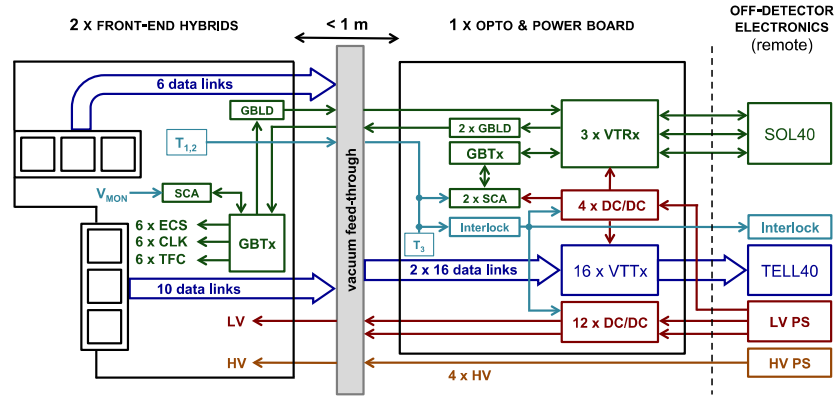 2 x FRONT-END HYBRIDS
< 1 m
1 x OPTO & POWER BOARD
OFF-DETECTOR
ELECTRONICS
(remote)
6 data links
GBLD
T1,2
VMON
SCA
6 x ECS
6 x CLK
6 x TFC
GBTx
10 data links
LV
HV
vacuum feed-through
2 x GBLD
GBTx
2 x SCA
T3
Interlock
2 x 16 data links
3 x VTRx
4 x DC/DC
16 x VTTx
12 x DC/DC
4 x HV
SOL40
Interlock
TELL40
LV PS
HV PS